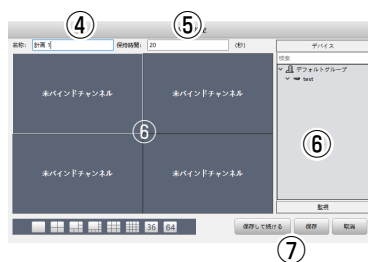 ④ ⑤
名称: 計画 1 保持時間: 20 (秒) デバイス
検索
デフォルトグループ
test
未バインドチャンネル 未バインドチャンネル
⑥ ⑥
未バインドチャンネル 未バインドチャンネル
監視
36 64 保存して続ける 保存 取消
⑦